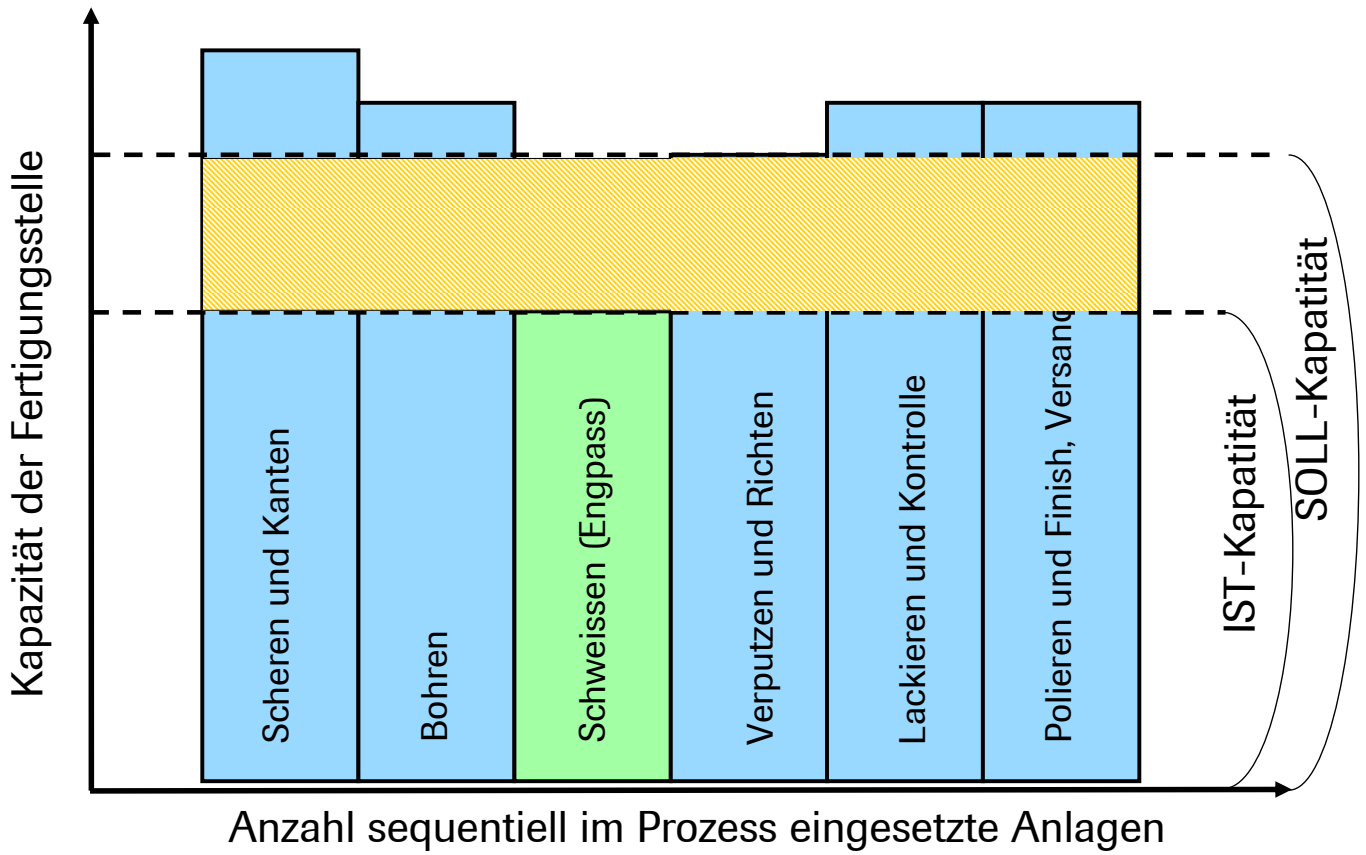 Kapazität der Fertigungsstelle
Scheren und Kanten
Bohren
Schweissen (Engpass)
Verputzen und Richten
Lackieren und Kontrolle
Polieren und Finish, Versand
IST-Kapatität
SOLL-Kapatität
Anzahl sequentiell im Prozess eingesetzte Anlagen